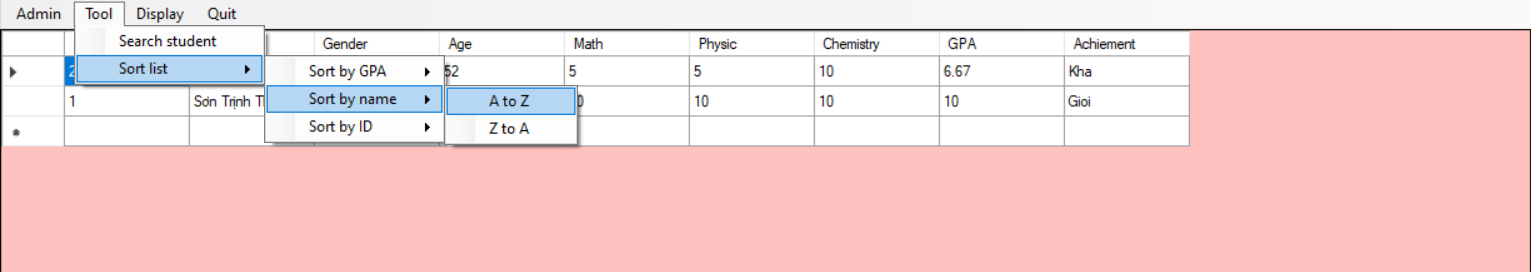 Admin Tool Display Quit
Search student
Gender Age Math Physic Chemistry GPA Achiement
Sort list
Sort by GPA
2 52 5 5 10 6.67 Kha
Sort by name
A to Z
1 Sơn Trịnh 10 10 10 Gioi
Sort by ID
Z to A